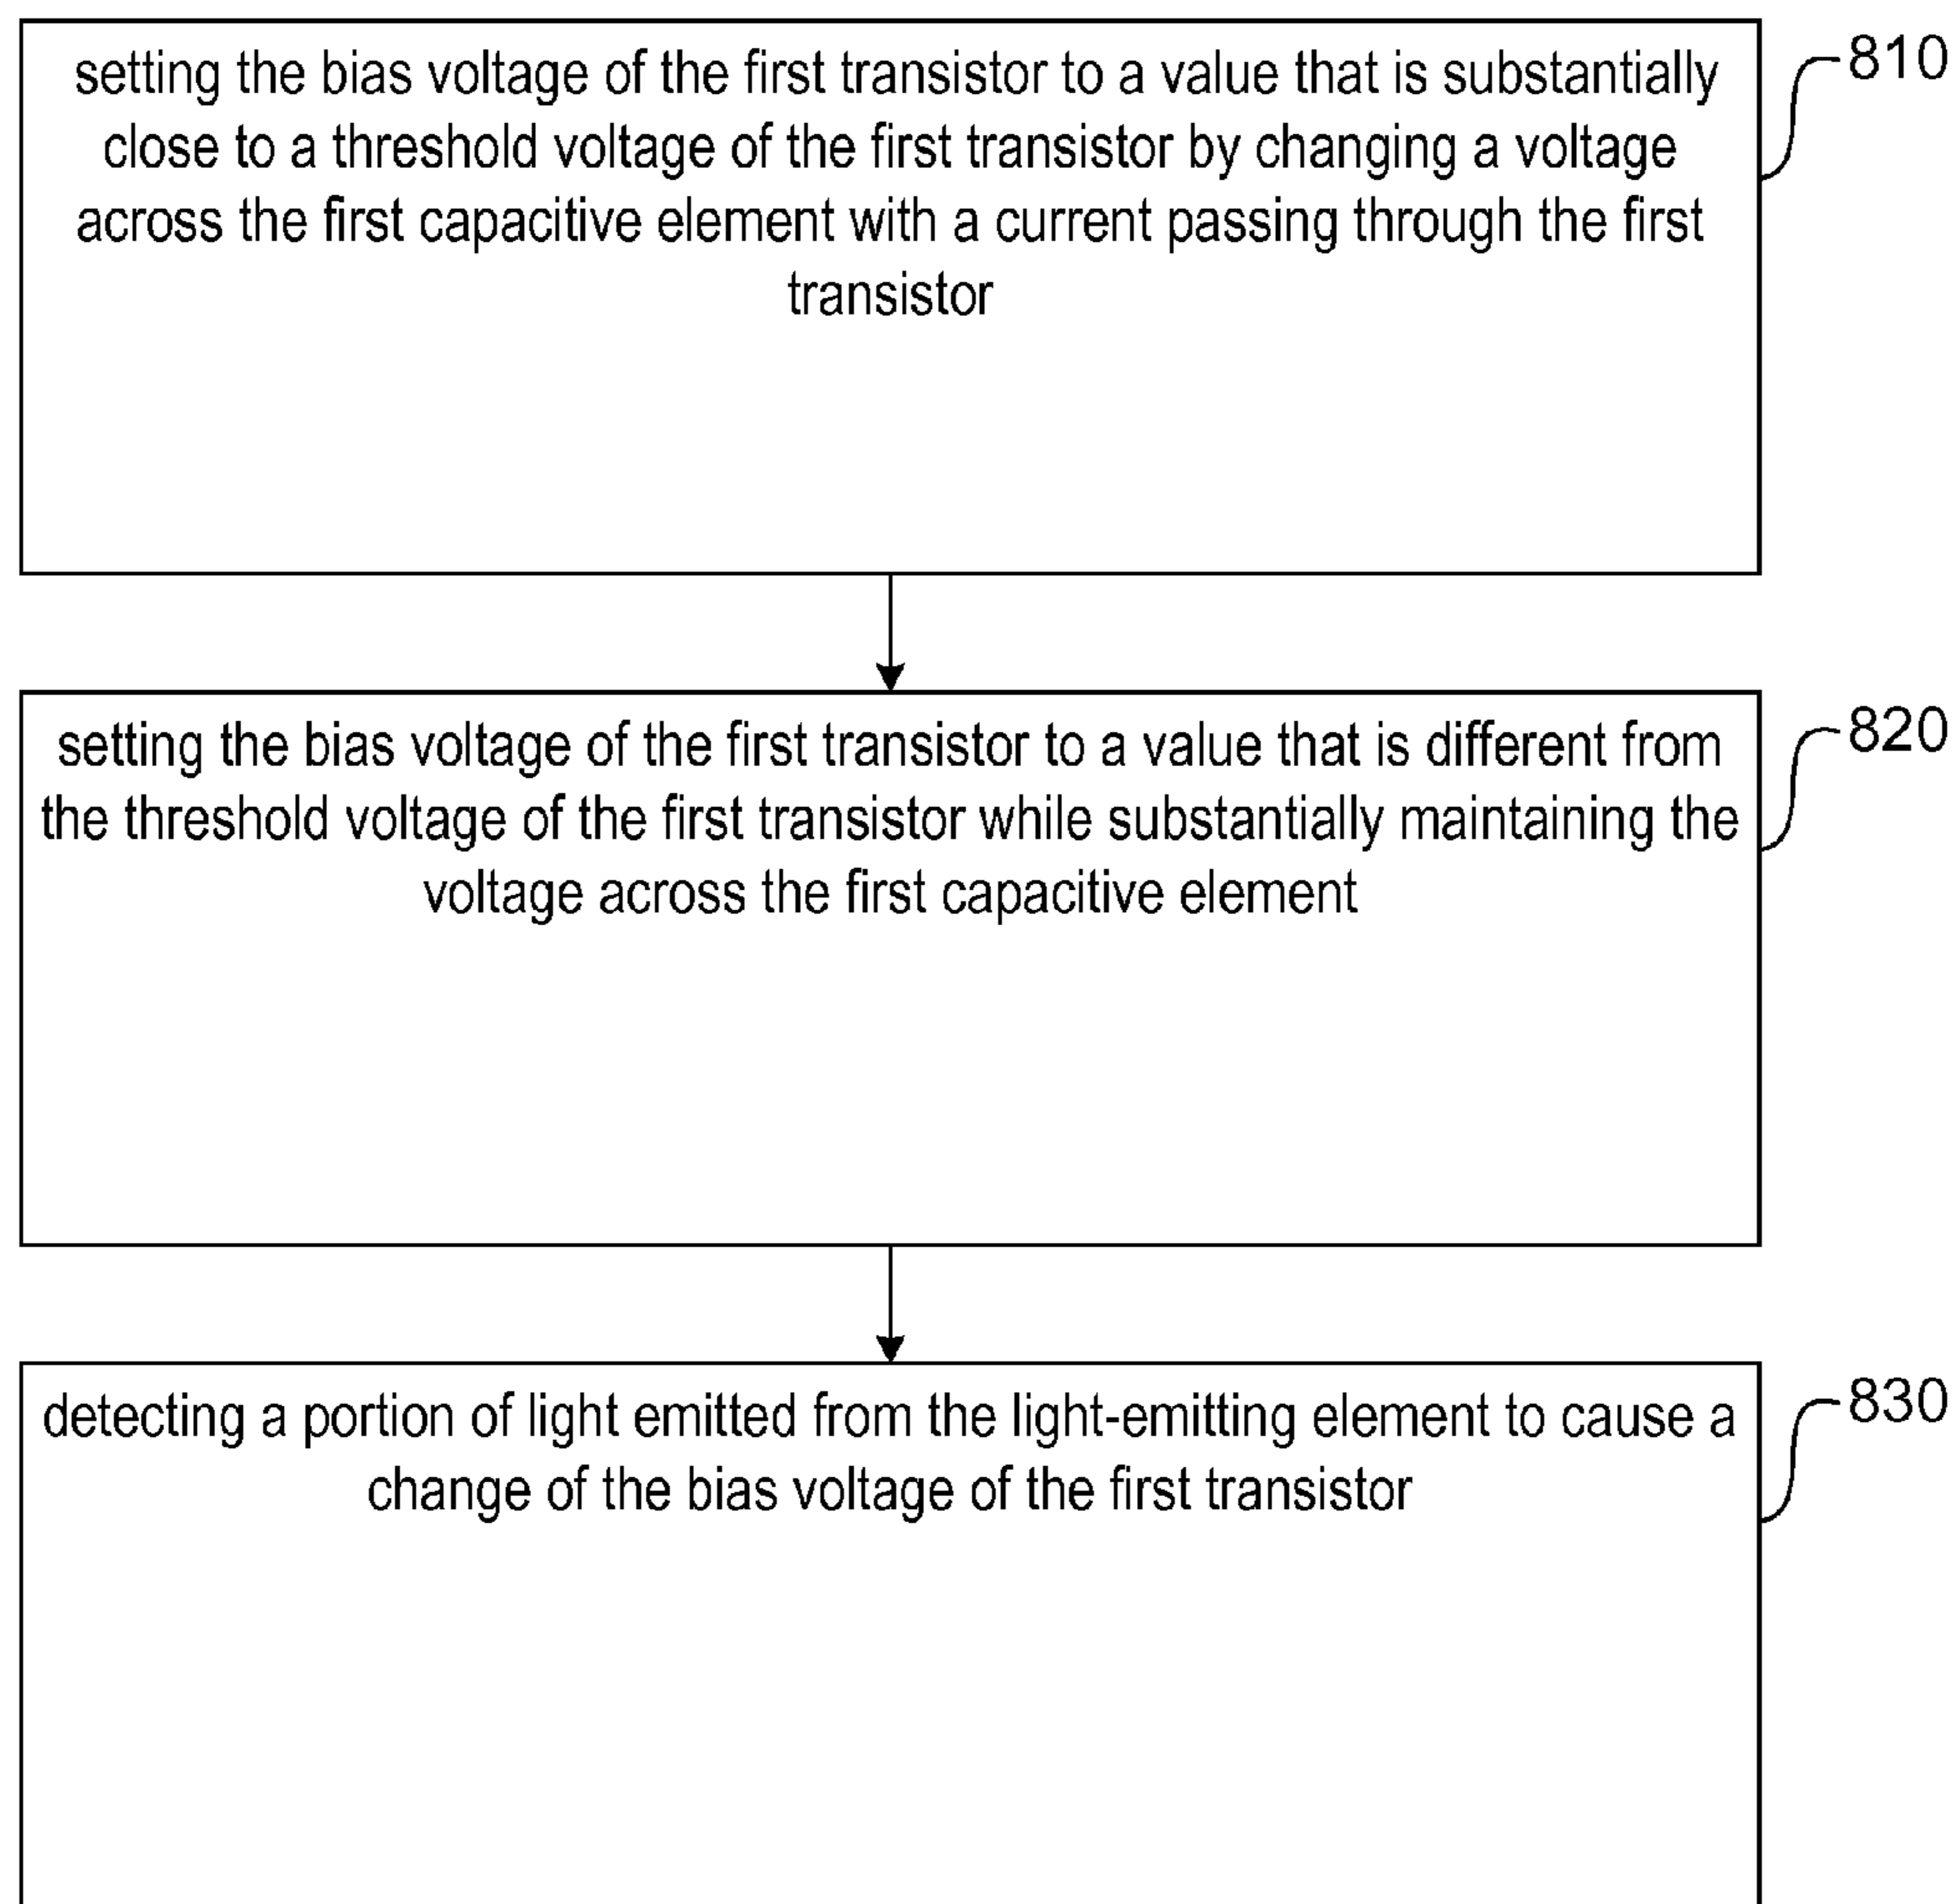 setting the bias voltage of the first transistor to a value that is substantially
close to a threshold voltage of the first transistor by changing a voltage
across the first capacitive element with a current passing through the first
transistor
810
setting the bias voltage of the first transistor to a value that is different from
the threshold voltage of the first transistor while substantially maintaining the
voltage across the first capacitive element
820
detecting a portion of light emitted from the light-emitting element to cause a
change of the bias voltage of the first transistor
830